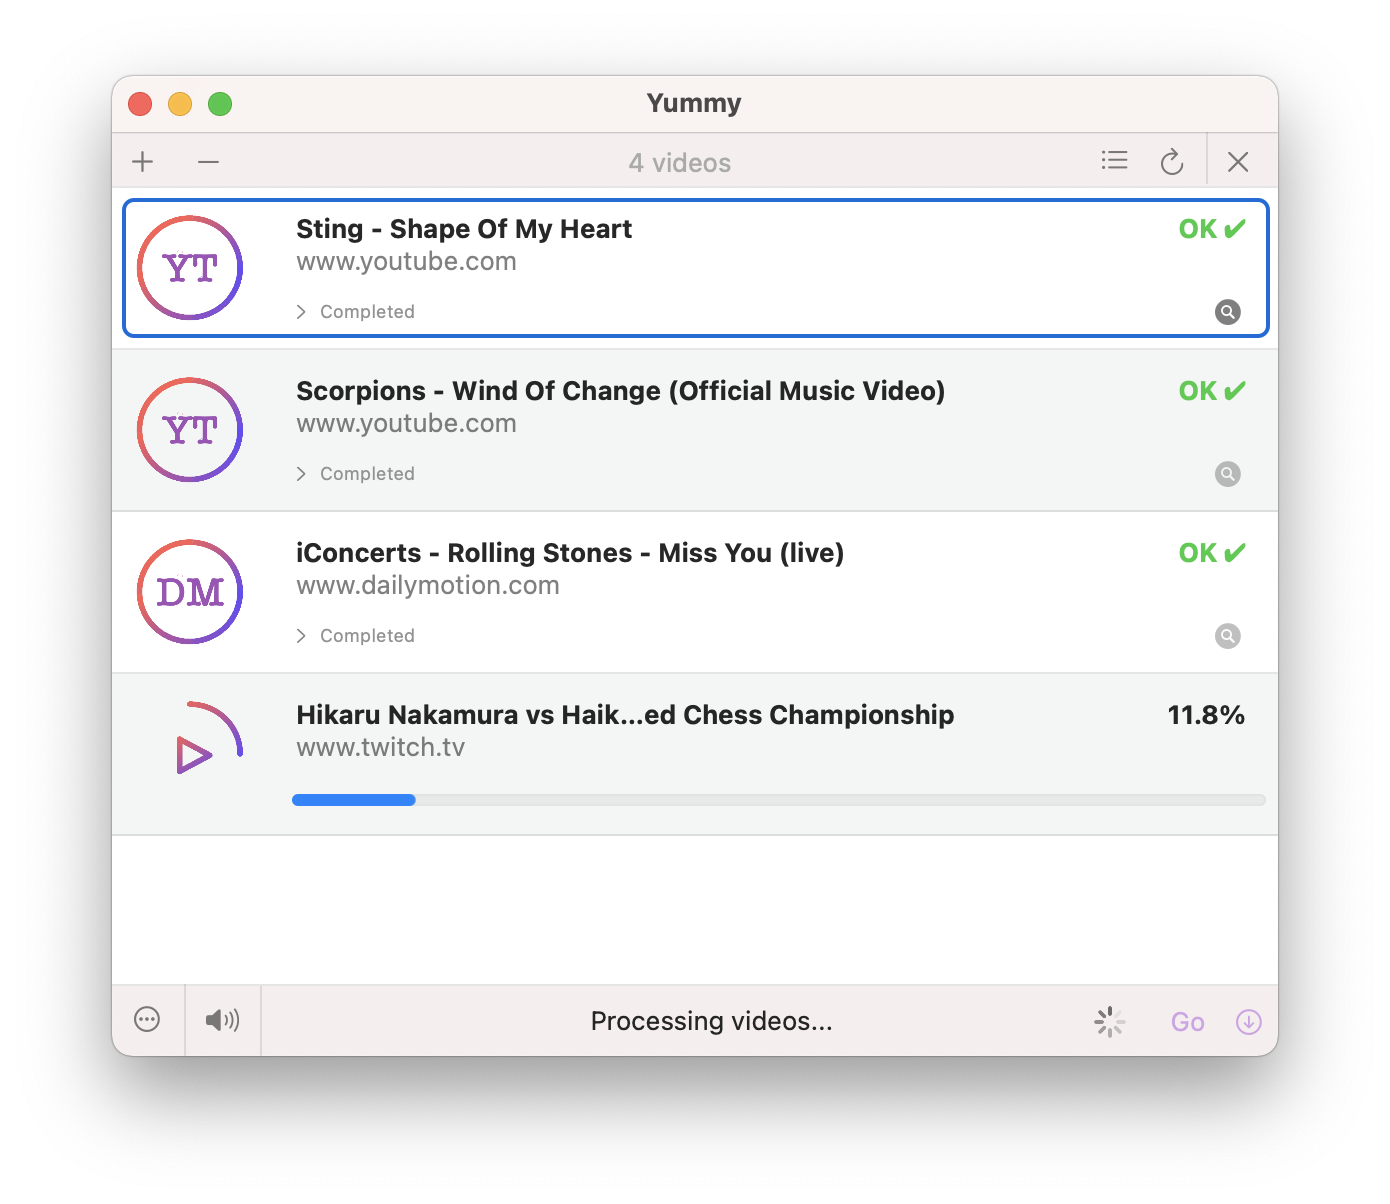 Yummy
4 videos
YT
Sting - Shape Of My Heart
OK ✔
www.youtube.com
Completed
YT
Scorpions - Wind Of Change (Official Music Video)
OK ✔
www.youtube.com
Completed
DM
iConcerts - Rolling Stones - Miss You (live)
OK ✔
www.dailymotion.com
Completed
Hikaru Nakamura vs Haik...ed Chess Championship
11.8%
www.twitch.tv
Processing videos...
Go